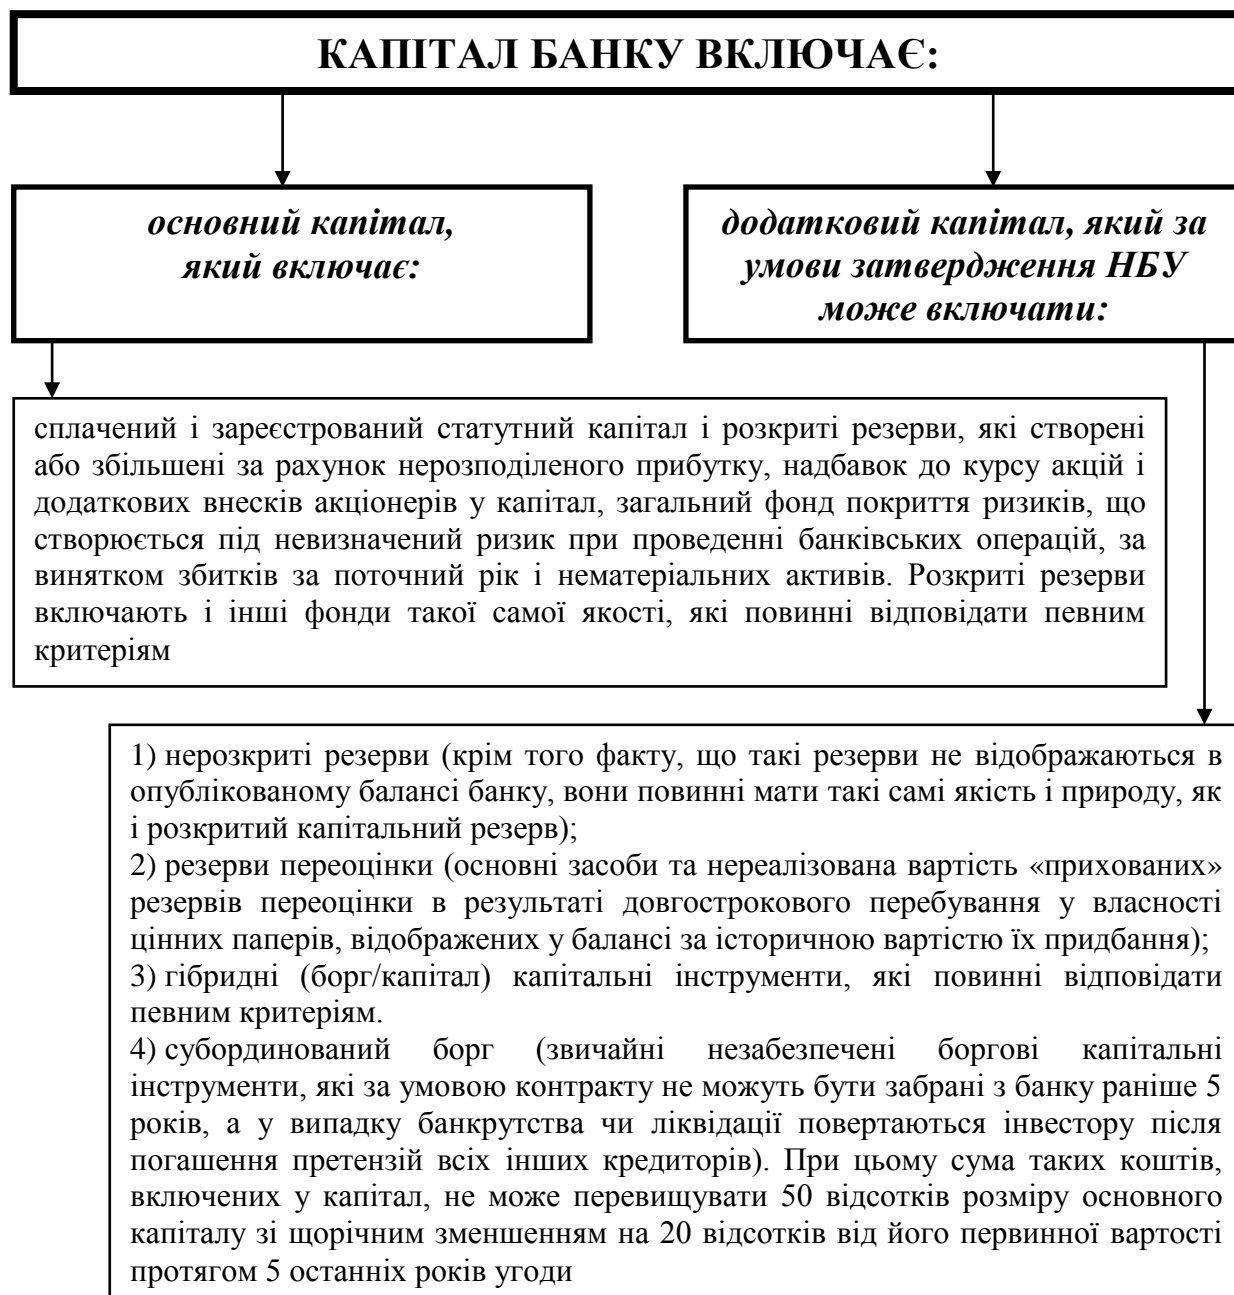 КАПІТАЛ БАНКУ ВКЛЮЧАЄ:
основний капітал,
який включає:
додатковий капітал, який за
умови затвердження НБУ
може включати:
сплачений і зареєстрований статутний капітал і розкриті резерви, які створені
або збільшені за рахунок нерозподіленого прибутку, надбавок до курсу акцій і
додаткових внесків акціонерів у капітал, загальний фонд покриття ризиків, що
створюється під невизначений ризик при проведенні банківських операцій, за
винятком збитків за поточний рік і нематеріальних активів. Розкриті резерви
включають і інші фонди такої самої якості, які повинні відповідати певним
критеріям
1) нерозкриті резерви (крім того факту, що такі резерви не відображаються в
опублікованому балансі банку, вони повинні мати такі самі якість і природу, як
і розкритий капітальний резерв);
2) резерви переоцінки (основні засоби та нереалізована вартість «прихованих»
резервів переоцінки в результаті довгострокового перебування у власності
цінних паперів, відображених у балансі за історичною вартістю їх придбання);
3) гібридні (борг/капітал) капітальні інструменти, які повинні відповідати
певним критеріям.
4) субординований борг (звичайні незабезпечені боргові капітальні
інструменти, які за умовою контракту не можуть бути забрані з банку раніше 5
років, а у випадку банкрутства чи ліквідації повертаються інвестору після
погашення претензій всіх інших кредиторів). При цьому сума таких коштів,
включених у капітал, не може перевищувати 50 відсотків розміру основного
капіталу зі щорічним зменшенням на 20 відсотків від його первинної вартості
протягом 5 останніх років угоди